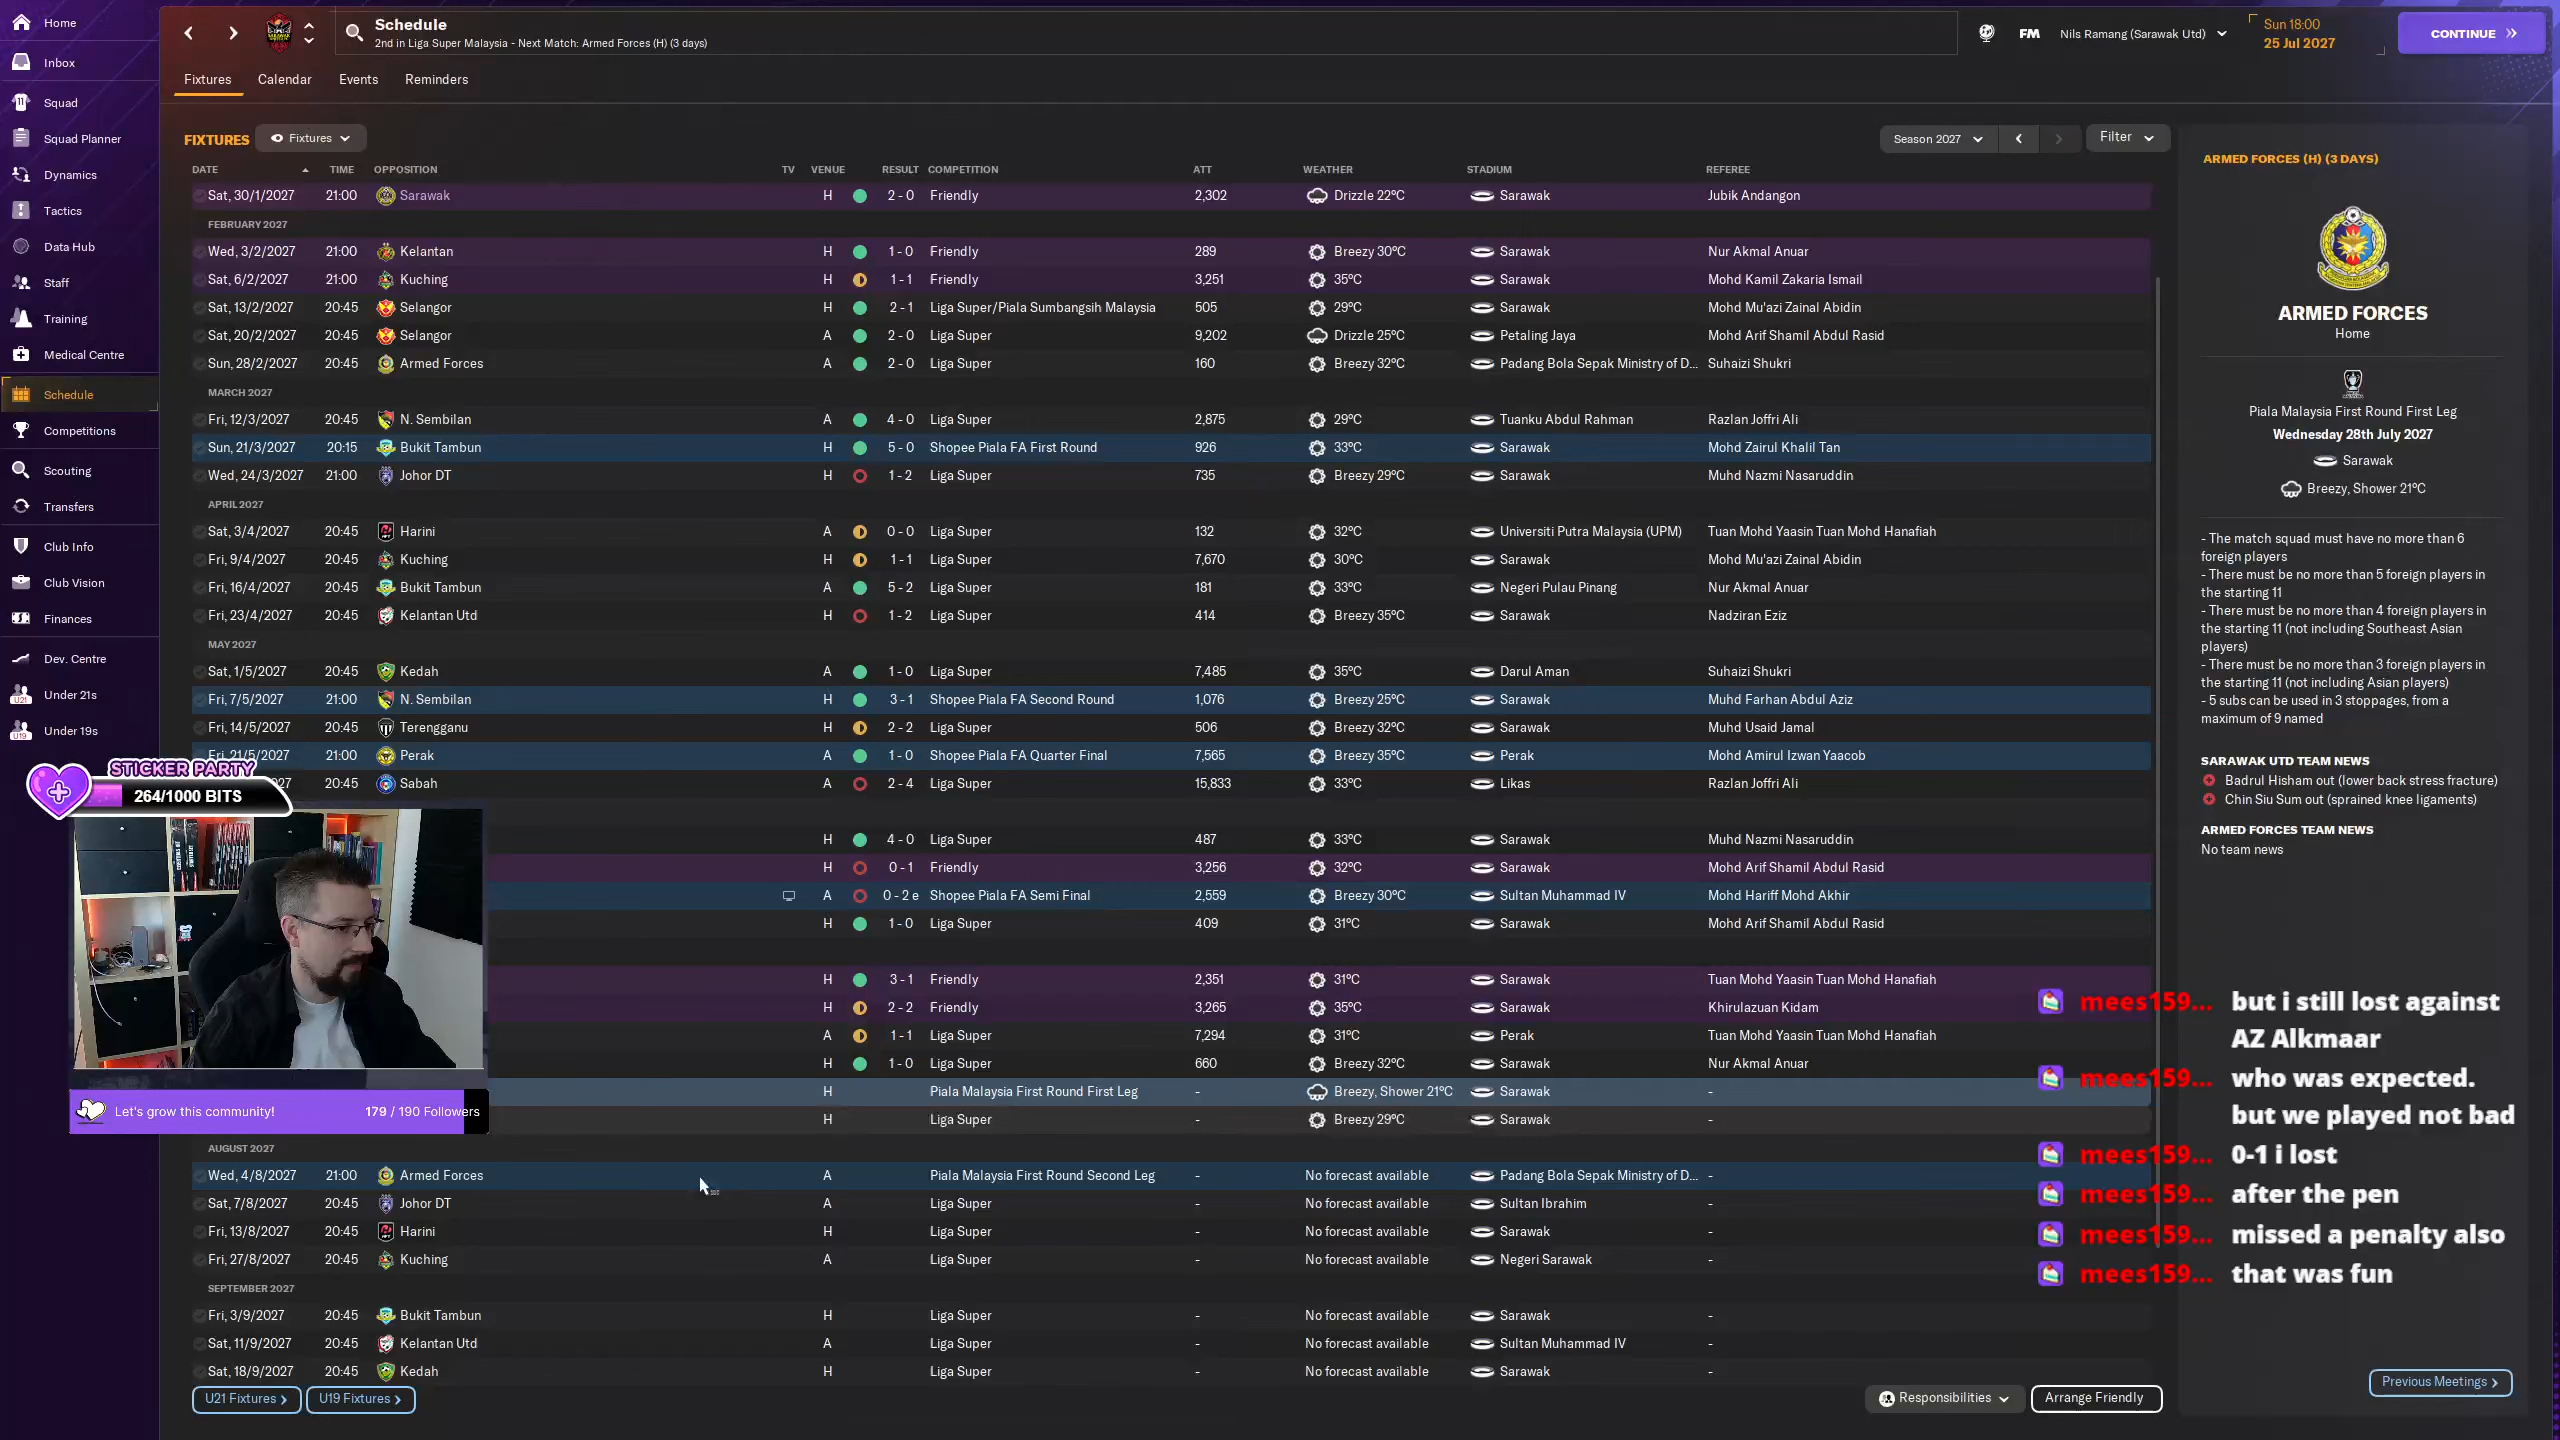 Home
Inbox
Squad
Squad Planner
Dynamics
Tactics
Data Hub
Staff
Training
Medical Centre
Schedule
Competitions
Scouting
Transfers
Club Info
Club Vision
Finances
Dev. Centre
Under 21s
Under 19s
Schedule
2nd in Liga Super Malaysia - Next Match: Armed Forces (H) (3 days)
FM
Nils Ramang (Sarawak Utd)
Sun 18:00
25 Jul 2027
CONTINUE
Fixtures Calendar Events Reminders
FIXTURES Fixtures
Season 2027 Filter
DATE TIME OPPOSITION TV VENUE RESULT COMPETITION ATT WEATHER STADIUM REFEREE
Sat, 30/1/2027 21:00 Sarawak H 2 - 0 Friendly 2,302 Drizzle 22°C Sarawak Jubik Andangon
FEBRUARY 2027
Wed, 3/2/2027 21:00 Kelantan H 1 - 0 Friendly 289 Breezy 30°C Sarawak Nur Akmal Anuar
Sat, 6/2/2027 21:00 Kuching H 1 - 1 Friendly 3,251 35°C Sarawak Mohd Kamil Zakaria Ismail
Sat, 13/2/2027 20:45 Selangor H 2 - 1 Liga Super/Piala Sumbangsih Malaysia 505 29°C Sarawak Mohd Mu'azi Zainal Abidin
Sat, 20/2/2027 20:45 Selangor A 2 - 0 Liga Super 9,202 Drizzle 25°C Petaling Jaya Mohd Arif Shamil Abdul Rasid
Sun, 28/2/2027 20:45 Armed Forces A 2 - 0 Liga Super 160 Breezy 32°C Padang Bola Sepak Ministry of D... Suhaizi Shukri
MARCH 2027
Fri, 12/3/2027 20:45 N. Sembilan A 4 - 0 Liga Super 2,875 29°C Tuanku Abdul Rahman Razlan Joffri Ali
Sun, 21/3/2027 20:15 Bukit Tambun H 5 - 0 Shopee Piala FA First Round 926 33°C Sarawak Mohd Zairul Khalil Tan
Wed, 24/3/2027 21:00 Johor DT H 1 - 2 Liga Super 735 Breezy 29°C Sarawak Muhd Nazmi Nasaruddin
APRIL 2027
Sat, 3/4/2027 20:45 Harini A 0 - 0 Liga Super 132 32°C Universiti Putra Malaysia (UPM) Tuan Mohd Yaasin Tuan Mohd Hanafiah
Fri, 9/4/2027 20:45 Kuching H 1 - 1 Liga Super 7,670 30°C Sarawak Mohd Mu'azi Zainal Abidin
Fri, 16/4/2027 20:45 Bukit Tambun A 5 - 2 Liga Super 181 33°C Negeri Pulau Pinang Nur Akmal Anuar
Fri, 23/4/2027 20:45 Kelantan Utd H 1 - 2 Liga Super 414 Breezy 35°C Sarawak Nadziran Eziz
MAY 2027
Sat, 1/5/2027 20:45 Kedah A 1 - 0 Liga Super 7,485 35°C Darul Aman Suhaizi Shukri
Fri, 7/5/2027 21:00 N. Sembilan H 3 - 1 Shopee Piala FA Second Round 1,076 Breezy 25°C Sarawak Muhd Farhan Abdul Aziz
Fri, 14/5/2027 20:45 Terengganu H 2 - 2 Liga Super 506 Breezy 32°C Sarawak Muhd Usaid Jamal
Fri, 21/5/2027 21:00 Perak A 1 - 0 Shopee Piala FA Quarter Final 7,565 Breezy 35°C Perak Mohd Amirul Izwan Yaacob
20:45 Sabah A 2 - 4 Liga Super 15,833 33°C Likas Razlan Joffri Ali
H 4 - 0 Liga Super 487 33°C Sarawak Muhd Nazmi Nasaruddin
H 0 - 1 Friendly 3,256 32°C Sarawak Mohd Arif Shamil Abdul Rasid
A 0 - 2 e Shopee Piala FA Semi Final 2,559 Breezy 30°C Sultan Muhammad IV Mohd Hariff Mohd Akhir
H 1 - 0 Liga Super 409 31°C Sarawak Mohd Arif Shamil Abdul Rasid
H 3 - 1 Friendly 2,351 31°C Sarawak Tuan Mohd Yaasin Tuan Mohd Hanafiah
H 2 - 2 Friendly 3,265 35°C Sarawak Khirulazuan Kidam
A 1 - 1 Liga Super 7,294 31°C Perak Tuan Mohd Yaasin Tuan Mohd Hanafiah
H 1 - 0 Liga Super 660 Breezy 32°C Sarawak Nur Akmal Anuar
H Piala Malaysia First Round First Leg - Breezy, Shower 21°C Sarawak -
H Liga Super - Breezy 29°C Sarawak -
AUGUST 2027
Wed, 4/8/2027 21:00 Armed Forces A Piala Malaysia First Round Second Leg - No forecast available Padang Bola Sepak Ministry of D... -
Sat, 7/8/2027 20:45 Johor DT A Liga Super - No forecast available Sultan Ibrahim -
Fri, 13/8/2027 20:45 Harini H Liga Super - No forecast available Sarawak -
Fri, 27/8/2027 20:45 Kuching A Liga Super - No forecast available Negeri Sarawak -
SEPTEMBER 2027
Fri, 3/9/2027 20:45 Bukit Tambun H Liga Super - No forecast available Sarawak -
Sat, 11/9/2027 20:45 Kelantan Utd A Liga Super - No forecast available Sultan Muhammad IV -
Sat, 18/9/2027 20:45 Kedah H Liga Super - No forecast available Sarawak -
U21 Fixtures U19 Fixtures
Responsibilities Arrange Friendly
STICKER PARTY
264/1000 BITS
Let's grow this community! 179 / 190 Followers
ARMED FORCES (H) (3 DAYS)
ARMED FORCES
Home
Piala Malaysia First Round First Leg
Wednesday 28th July 2027
Sarawak
Breezy, Shower 21°C
- The match squad must have no more than 6
foreign players
- There must be no more than 5 foreign players in
the starting 11
- There must be no more than 4 foreign players in
the starting 11 (not including Southeast Asian
players)
- There must be no more than 3 foreign players in
the starting 11 (not including Asian players)
- 5 subs can be used in 3 stoppages, from a
maximum of 9 named
SARAWAK UTD TEAM NEWS
Badrul Hisham out (lower back stress fracture)
Chin Siu Sum out (sprained knee ligaments)
ARMED FORCES TEAM NEWS
No team news
mees159... but i still lost against
AZ Alkmaar
mees159... who was expected.
but we played not bad
mees159... 0-1 i lost
mees159... after the pen
mees159... missed a penalty also
mees159... that was fun
Previous Meetings